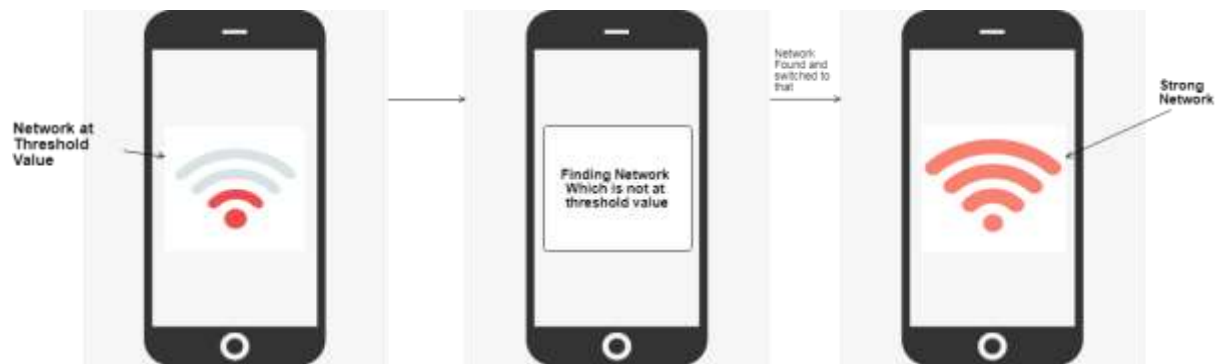 Network at
Threshold
Value
Finding Network
Which is not at
threshold value
Network
Found and
switched to
that
Strong
Network